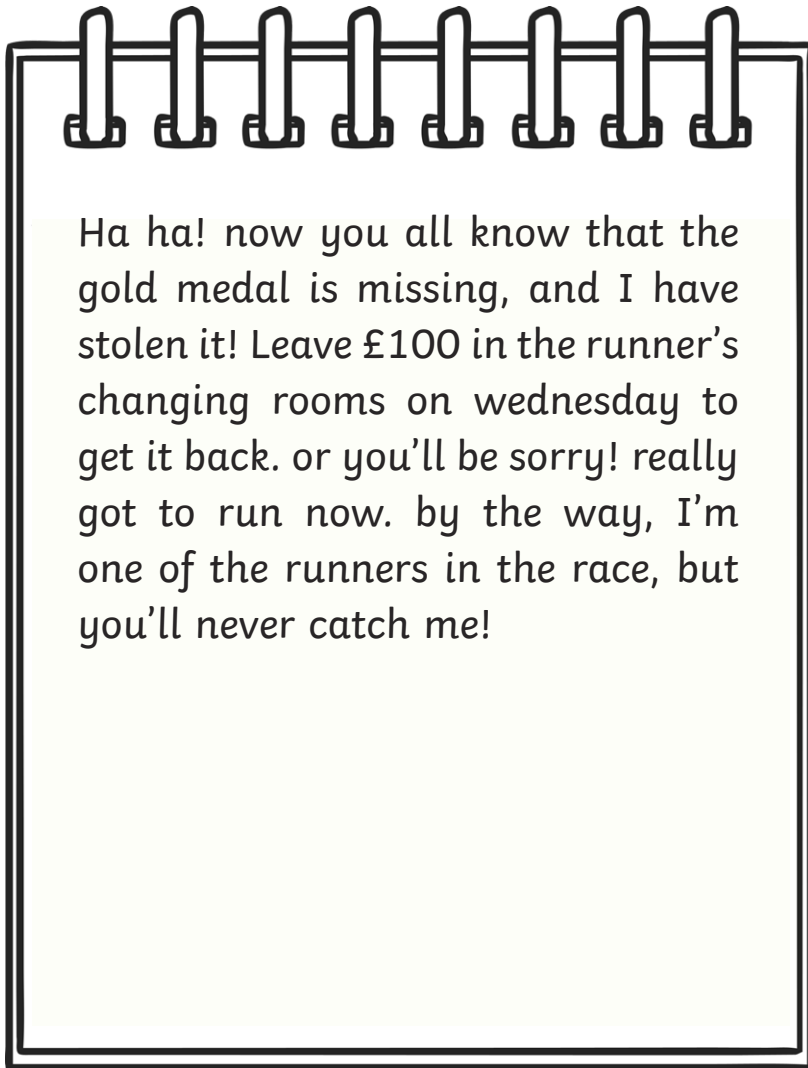 Ha ha! now you all know that the
gold medal is missing, and I have
stolen it! Leave £100 in the runner’s
changing rooms on wednesday to
get it back. or you’ll be sorry! really
got to run now. by the way, I’m
one of the runners in the race, but
you’ll never catch me!